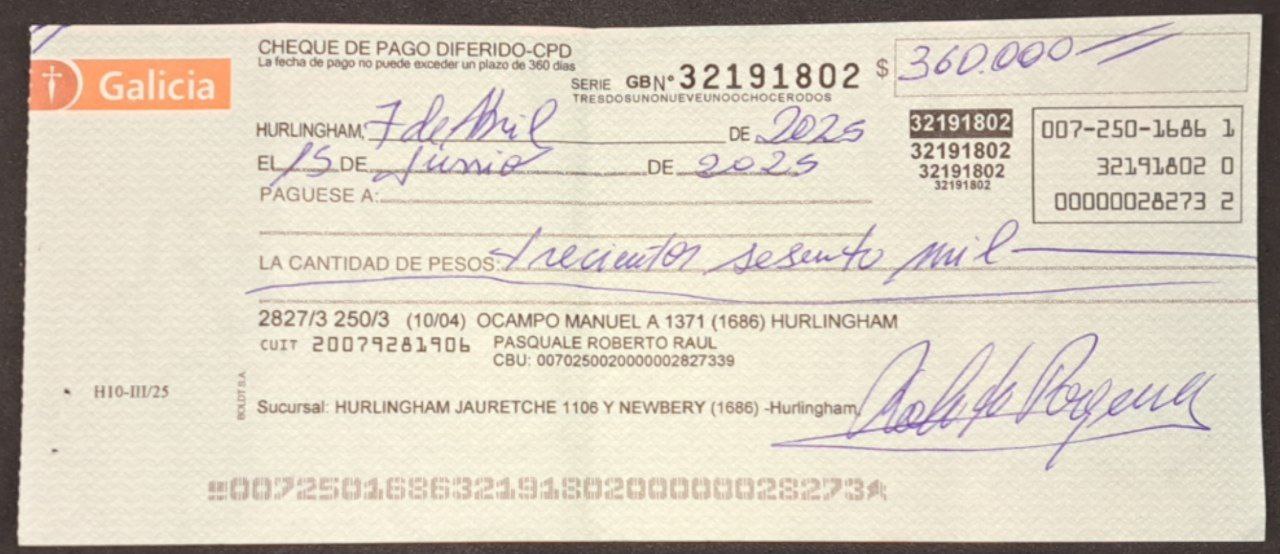 Galicia
CHEQUE DE PAGO DIFERIDO-CPD
La fecha de pago no puede exceder un plazo de 360 dias
SERIE GB N° 32191802 $ 360.000
TRESDOSUNONUEVEUNOOCHOCERODOS
HURLINGHAM, 7 de Abril DE 2025
EL 15 DE Junio DE 2025
PAGUESE A:
32191802
32191802
32191802
32191802
007-250-1686 1
32191802 0
00000028273 2
LA CANTIDAD DE PESOS: trecientos sesenta mil
2827/3 250/3 (10/04) OCAMPO MANUEL A 1371 (1686) HURLINGHAM
CUIT 20079281906 PASQUALE ROBERTO RAUL
CBU: 0070250020000002827339
H10-III/25
BOLDT S.A.
Sucursal: HURLINGHAM JAURETCHE 1106 Y NEWBERY (1686) -Hurlingham,
00725016863219180200000028273